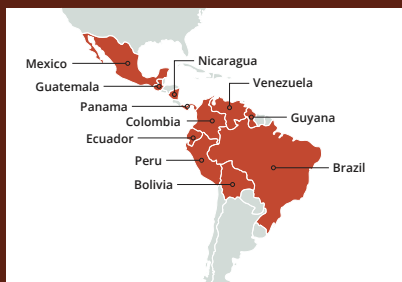 Mexico
Nicaragua
Guatemala
Venezuela
Panama
Colombia
Guyana
Ecuador
Peru
Brazil
Bolivia